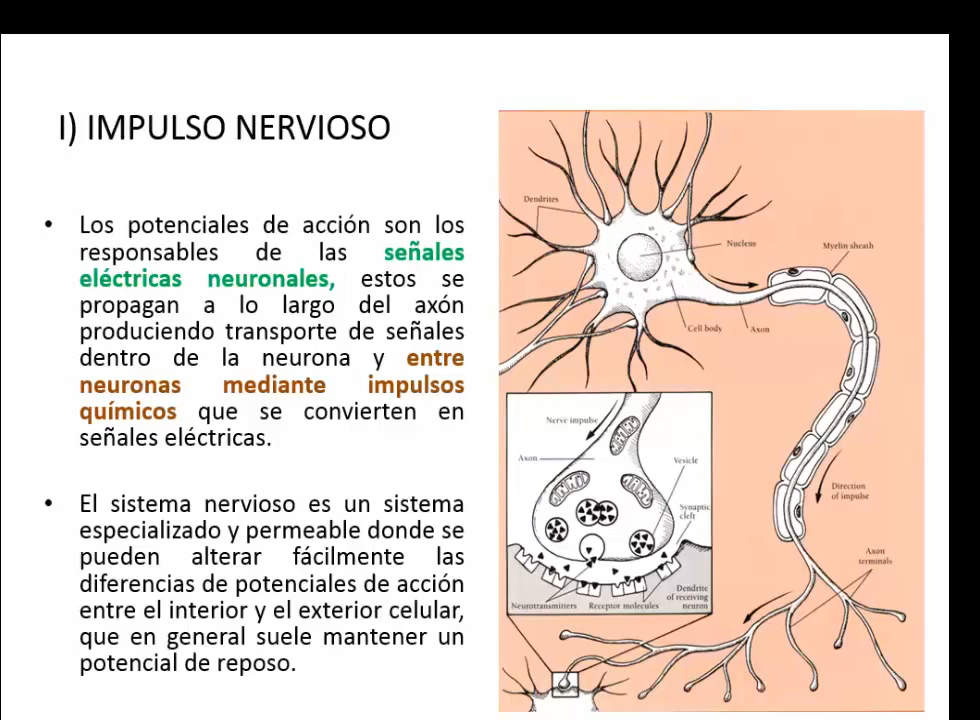 I) IMPULSO NERVIOSO
• Los potenciales de acción son los
responsables de las señales
eléctricas neuronales, estos se
propagan a lo largo del axón
produciendo transporte de señales
dentro de la neurona y entre
neuronas mediante impulsos
químicos que se convierten en
señales eléctricas.
• El sistema nervioso es un sistema
especializado y permeable donde se
pueden alterar fácilmente las
diferencias de potenciales de acción
entre el interior y el exterior celular,
que en general suele mantener un
potencial de reposo.
Dendrites
Nucleus
Myelin sheath
Cell body
Axon
Nerve impulse
Axon
Vesicle
Synaptic
cleft
Dendrite
of receiving
neuron
Neurotransmitters
Receptor molecules
Direction
of impulse
Axon
terminals